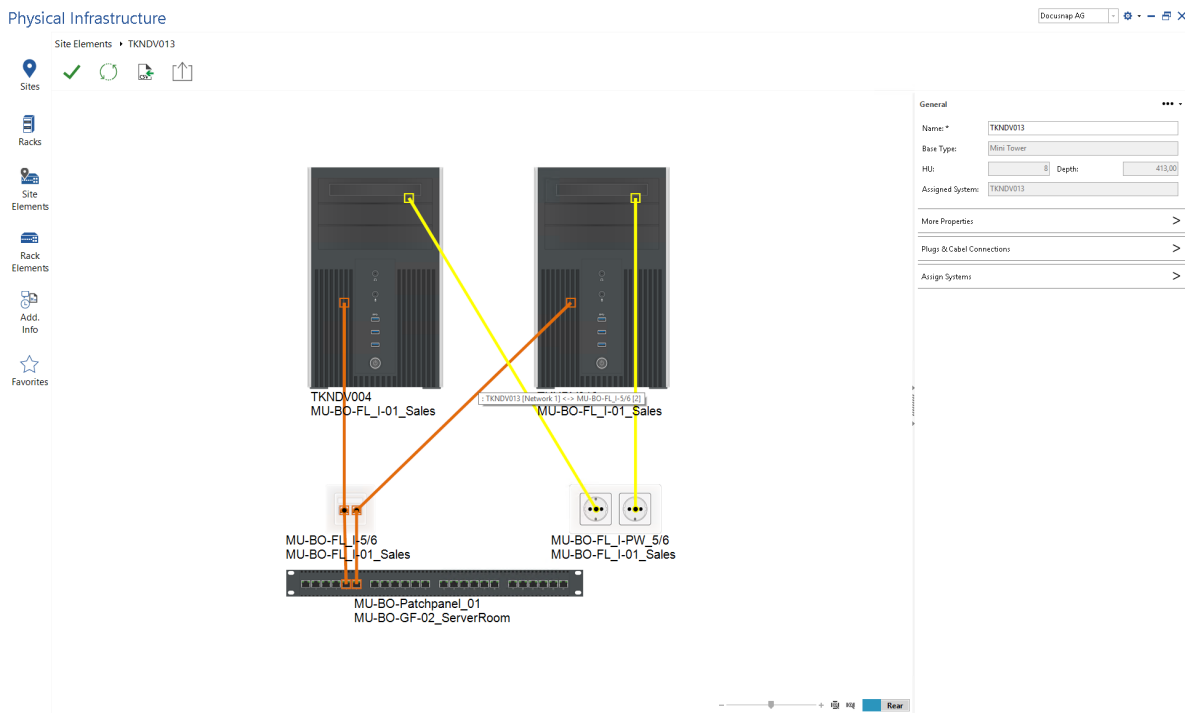 Physical Infrastructure
Docusnap AG
Site Elements TKNDV013
Sites
Racks
Site
Elements
Rack
Elements
Add.
Info
Favorites
General
Name: *
TKNDV013
Base Type:
Mini Tower
HU:
8
Depth:
413,00
Assigned System:
TKNDV013
More Properties
Plugs & Cabel Connections
Assign Systems
TKNDV004
MU-BO-FL_I-01_Sales
: TKNDV013 [Network 1] <-> MU-BO-FL_I-5/6 [2]
MU-BO-FL_I-01_Sales
MU-BO-FL_I-5/6
MU-BO-FL_I-01_Sales
MU-BO-FL_I-PW_5/6
MU-BO-FL_I-01_Sales
MU-BO-Patchpanel_01
MU-BO-GF-02_ServerRoom
Rear